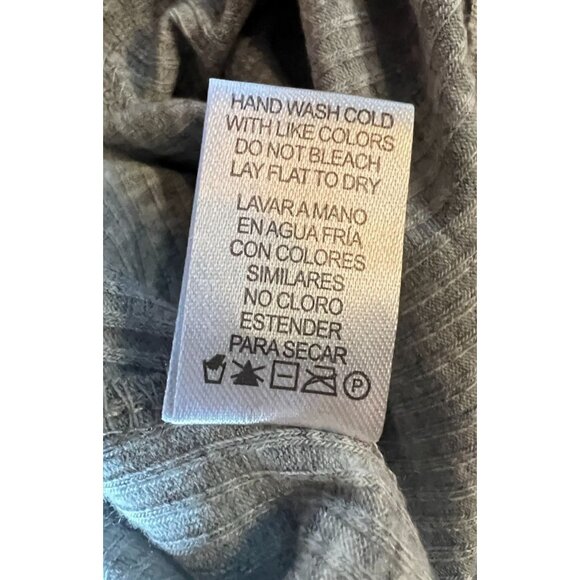 HAND WASH COLD
WITH LIKE COLORS
DO NOT BLEACH
LAY FLAT TO DRY
LAVAR A MANO
EN AGUA FRÍA
CON COLORES
SIMILARES
NO CLORO
ESTENDER
PARA SECAR
P